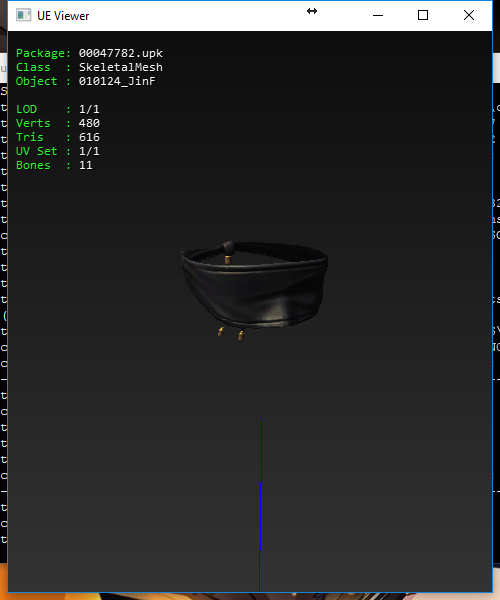 UE Viewer
Package: 00047782.upk
Class  : SkeletalMesh
Object : 010124_JinF
LOD    : 1/1
Verts  : 480
Tris   : 616
UV Set : 1/1
Bones  : 11